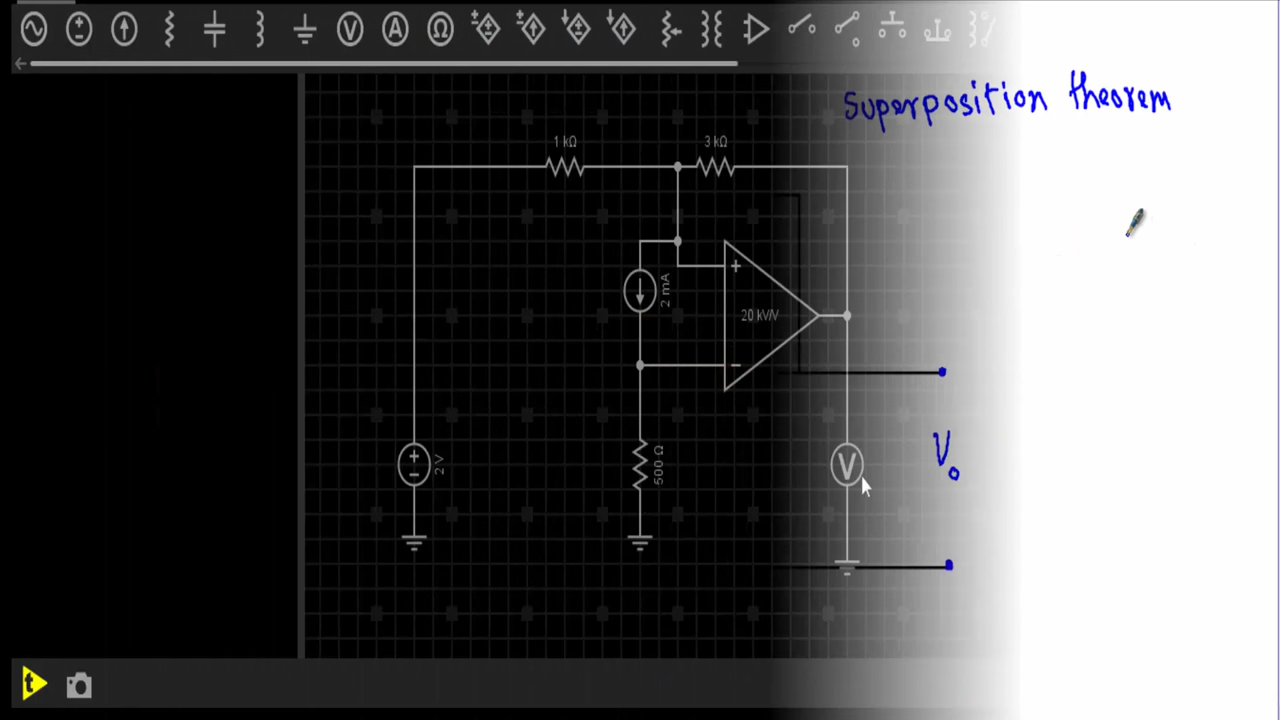 V A Ω
Superposition theorem
1 kΩ 3 kΩ
2 mA
+
20 kV/V
−
+
−
2 V
500 Ω
V
V₀
t